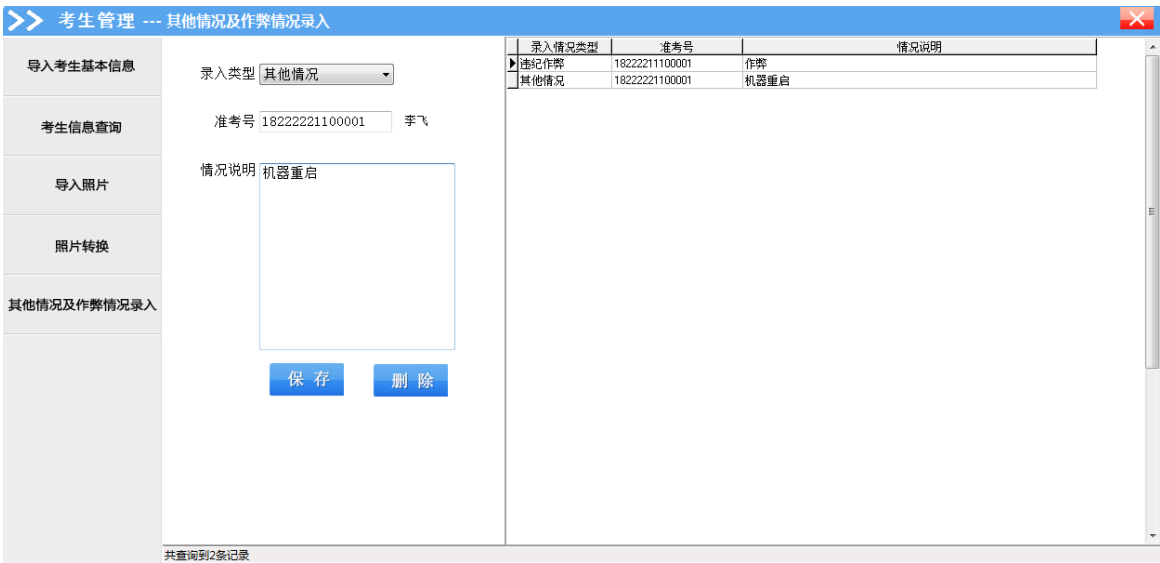 考生管理 --- 其他情况及作弊情况录入
导入考生基本信息
考生信息查询
导入照片
照片转换
其他情况及作弊情况录入
录入类型 其他情况
准考号 18222221100001 李飞
情况说明 机器重启
保 存 删 除
录入情况类型 准考号 情况说明
违纪作弊 18222211100001 作弊
其他情况 18222221100001 机器重启
共查询到2条记录